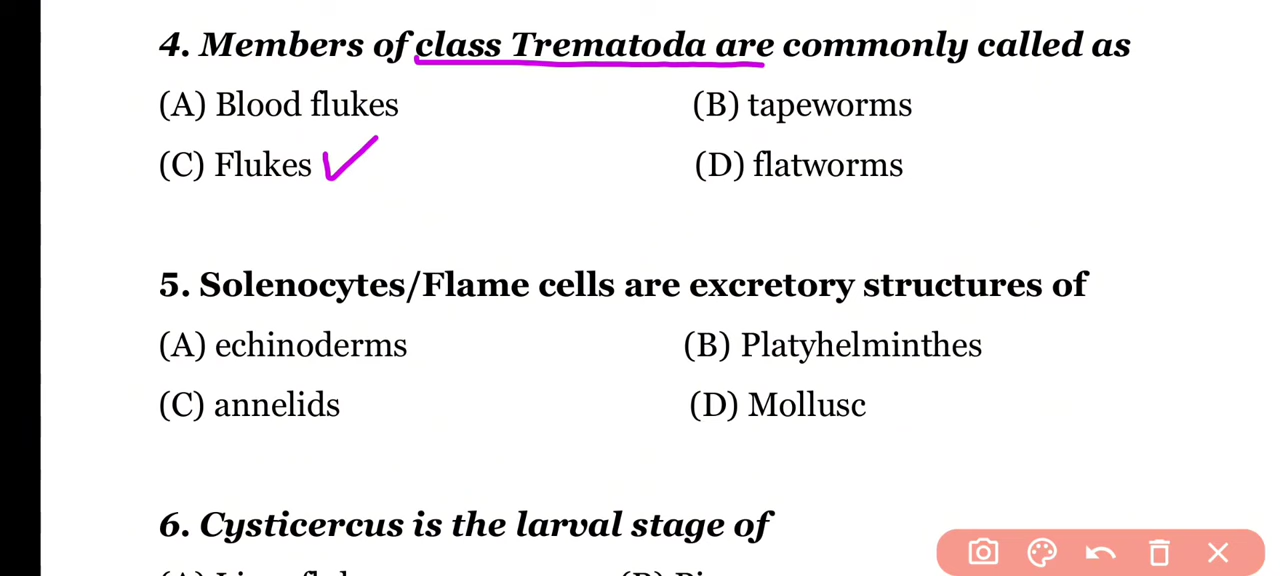 4. Members of class Trematoda are commonly called as
(A) Blood flukes (B) tapeworms
(C) Flukes (D) flatworms
5. Solenocytes/Flame cells are excretory structures of
(A) echinoderms (B) Platyhelminthes
(C) annelids (D) Mollusc
6. Cysticercus is the larval stage of